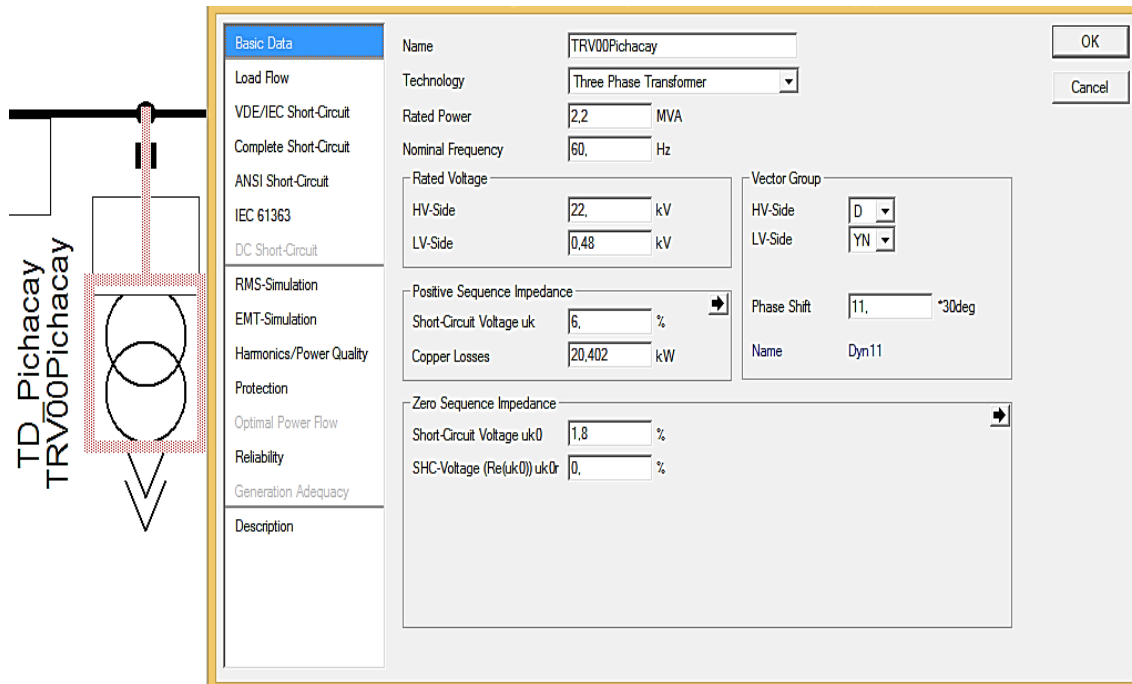 TD_Pichacay
TRV00Pichacay
Basic Data
Load Flow
VDE/IEC Short-Circuit
Complete Short-Circuit
ANSI Short-Circuit
IEC 61363
DC Short-Circuit
RMS-Simulation
EMT-Simulation
Harmonics/Power Quality
Protection
Optimal Power Flow
Reliability
Generation Adequacy
Description
Name TRV00Pichacay
Technology Three Phase Transformer
Rated Power 2,2 MVA
Nominal Frequency 60, Hz
Rated Voltage
HV-Side 22, kV
LV-Side 0,48 kV
Vector Group
HV-Side D
LV-Side YN
Phase Shift 11, *30deg
Name Dyn11
Positive Sequence Impedance
Short-Circuit Voltage uk 6, %
Copper Losses 20,402 kW
Zero Sequence Impedance
Short-Circuit Voltage uk0 1,8 %
SHC-Voltage (Re(uk0)) uk0r 0, %
OK
Cancel